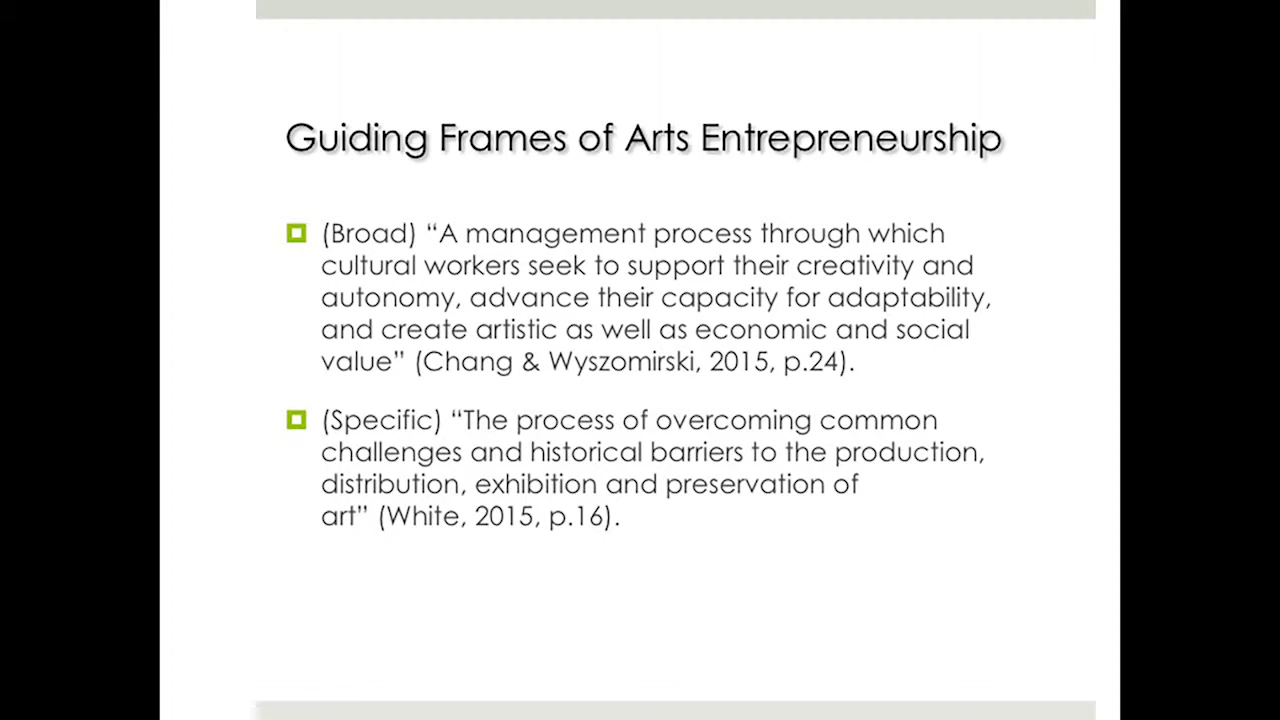 Guiding Frames of Arts Entrepreneurship
(Broad) “A management process through which
cultural workers seek to support their creativity and
autonomy, advance their capacity for adaptability,
and create artistic as well as economic and social
value” (Chang & Wyszomirski, 2015, p.24).
(Specific) “The process of overcoming common
challenges and historical barriers to the production,
distribution, exhibition and preservation of
art” (White, 2015, p.16).